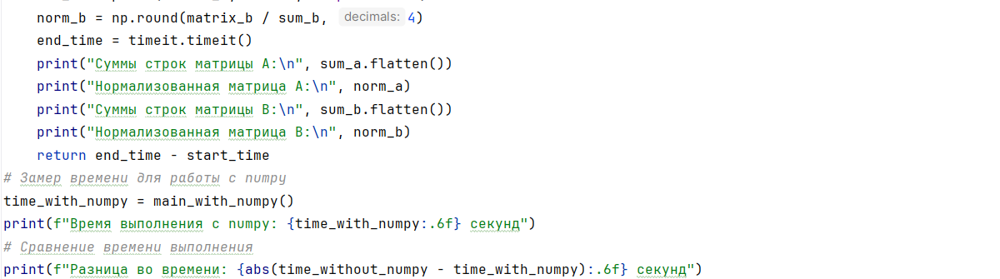 norm_b = np.round(matrix_b / sum_b, decimals: 4)
end_time = timeit.timeit()
print("Суммы строк матрицы A:\n", sum_a.flatten())
print("Нормализованная матрица A:\n", norm_a)
print("Суммы строк матрицы B:\n", sum_b.flatten())
print("Нормализованная матрица B:\n", norm_b)
return end_time - start_time
# Замер времени для работы с numpy
time_with_numpy = main_with_numpy()
print(f"Время выполнения с numpy: {time_with_numpy:.6f} секунд")
# Сравнение времени выполнения
print(f"Разница во времени: {abs(time_without_numpy - time_with_numpy):.6f} секунд")